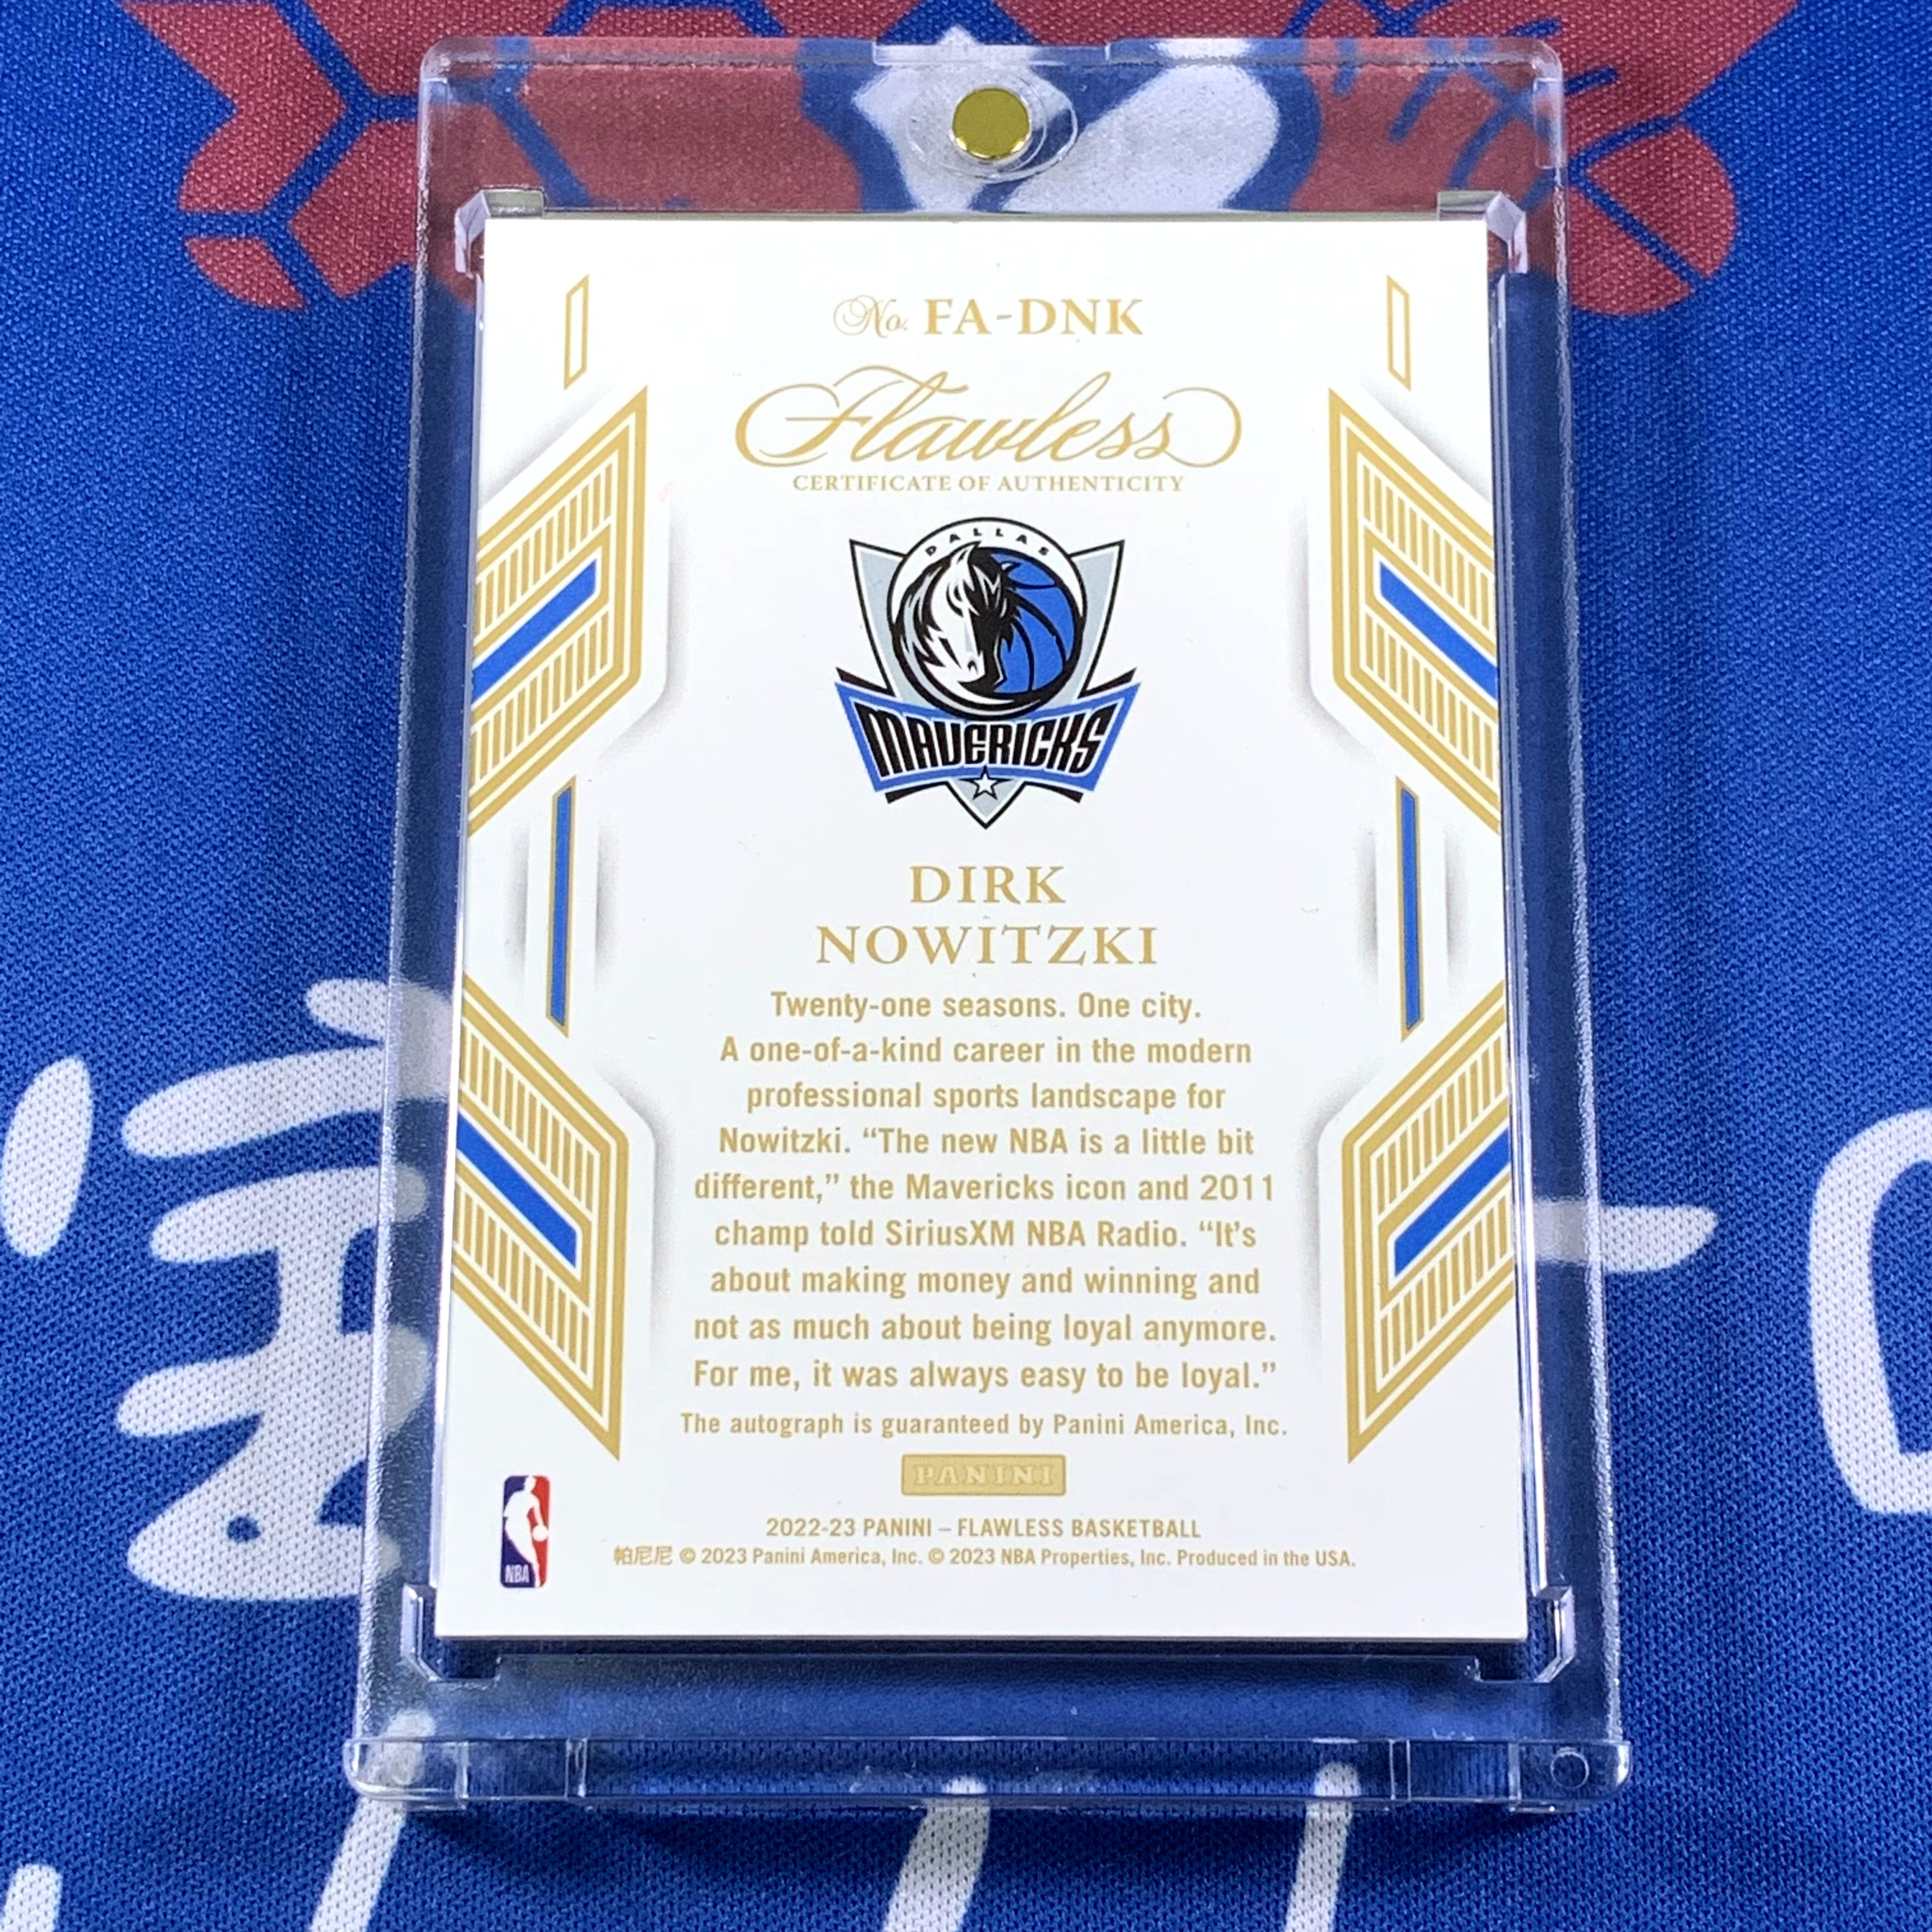 No. FA-DNK
Flawless
CERTIFICATE OF AUTHENTICITY
DALLAS
MAVERICKS
DIRK
NOWITZKI
Twenty-one seasons. One city.
A one-of-a-kind career in the modern
professional sports landscape for
Nowitzki. “The new NBA is a little bit
different,” the Mavericks icon and 2011
champ told SiriusXM NBA Radio. “It’s
about making money and winning and
not as much about being loyal anymore.
For me, it was always easy to be loyal.”
The autograph is guaranteed by Panini America, Inc.
PANINI
NBA
2022-23 PANINI – FLAWLESS BASKETBALL
帕尼尼 © 2023 Panini America, Inc. © 2023 NBA Properties, Inc. Produced in the USA.